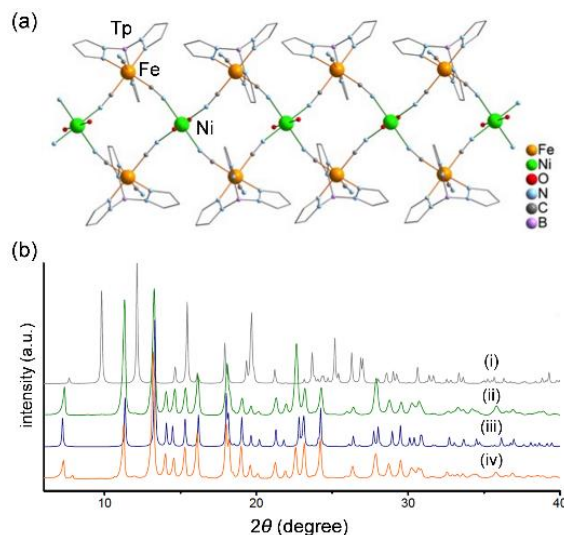 (a)
Tp
Fe
Ni
Fe
Ni
O
N
C
B
(b)
intensity (a.u.)
(i)
(ii)
(iii)
(iv)
10
20
30
40
2θ (degree)